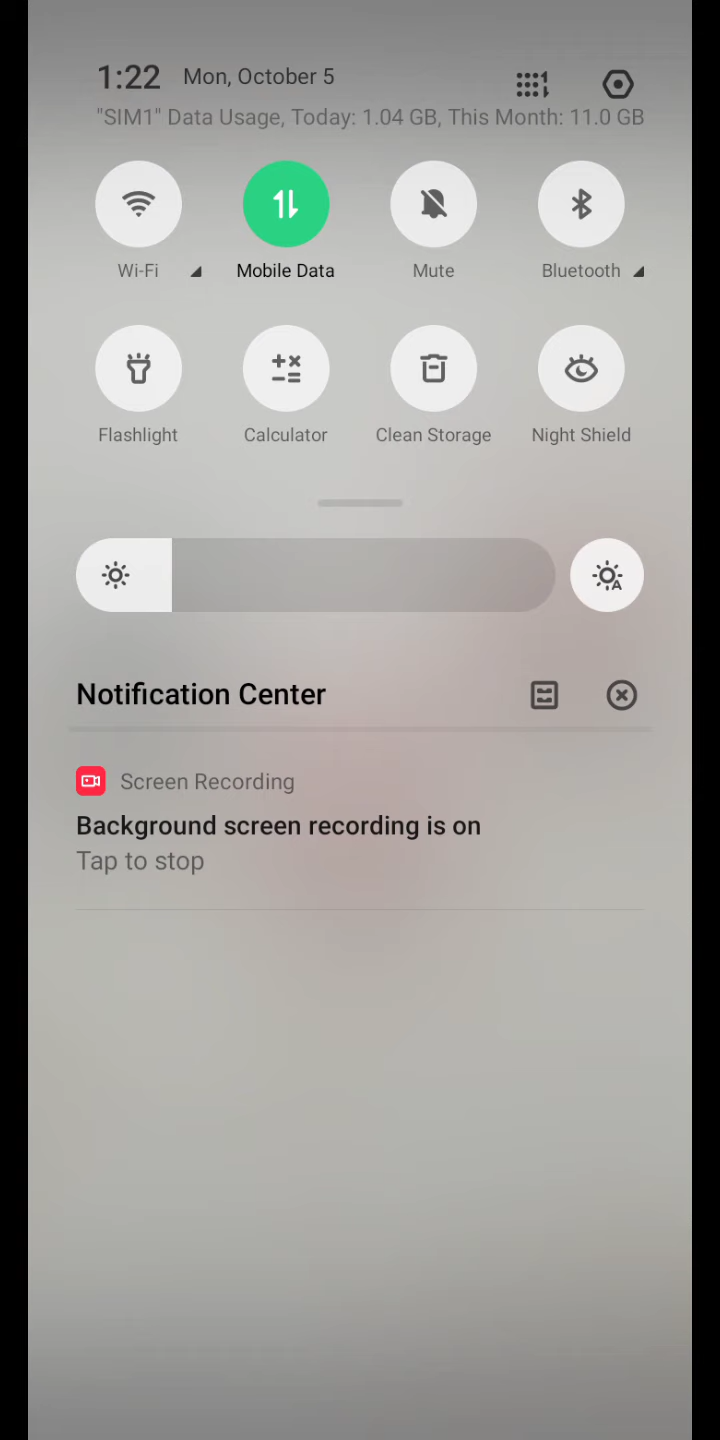 1:22 Mon, October 5
"SIM1" Data Usage, Today: 1.04 GB, This Month: 11.0 GB
Wi-Fi Mobile Data Mute Bluetooth
Flashlight Calculator Clean Storage Night Shield
A
Notification Center
Screen Recording
Background screen recording is on
Tap to stop